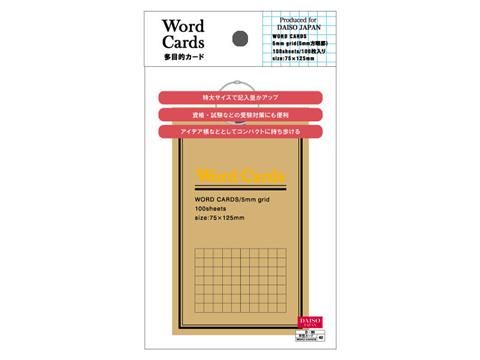 Word
Cards
多目的カード
Produced for
DAISO JAPAN
WORD CARDS
5mm grid(5mm方眼罫)
100sheets/100枚入り
size:75×125mm
特大サイズで記入量がアップ
資格・試験などの受験対策にも便利
アイデア帳などとしてコンパクトに持ち歩ける
Word Cards
WORD CARDS/5mm grid
100sheets
size:75×125mm
DAISO
JAPAN
WORD CARDS